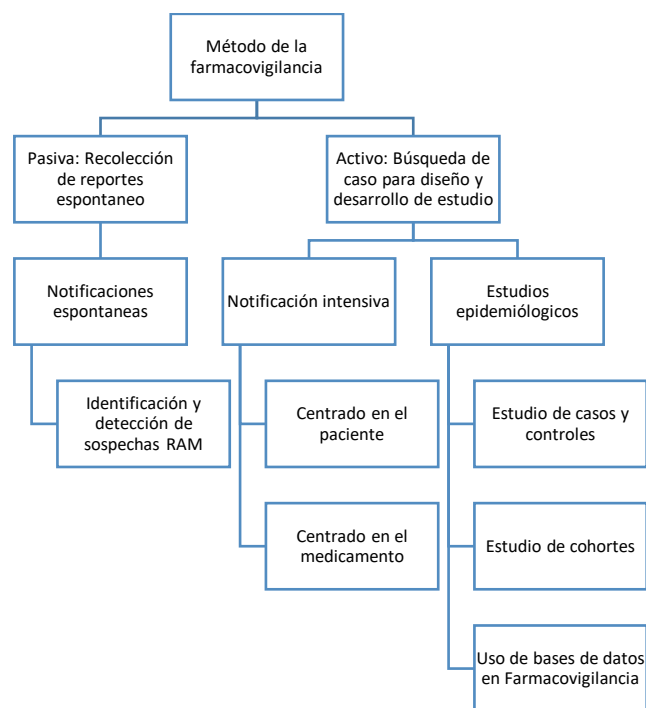 Método de la
farmacovigilancia
Pasiva: Recolección
de reportes
espontaneo
Activo: Búsqueda de
caso para diseño y
desarrollo de estudio
Notificaciones
espontaneas
Notificación intensiva
Estudios
epidemiólogicos
Identificación y
detección de
sospechas RAM
Centrado en el
paciente
Estudio de casos y
controles
Centrado en el
medicamento
Estudio de cohortes
Uso de bases de datos
en Farmacovigilancia